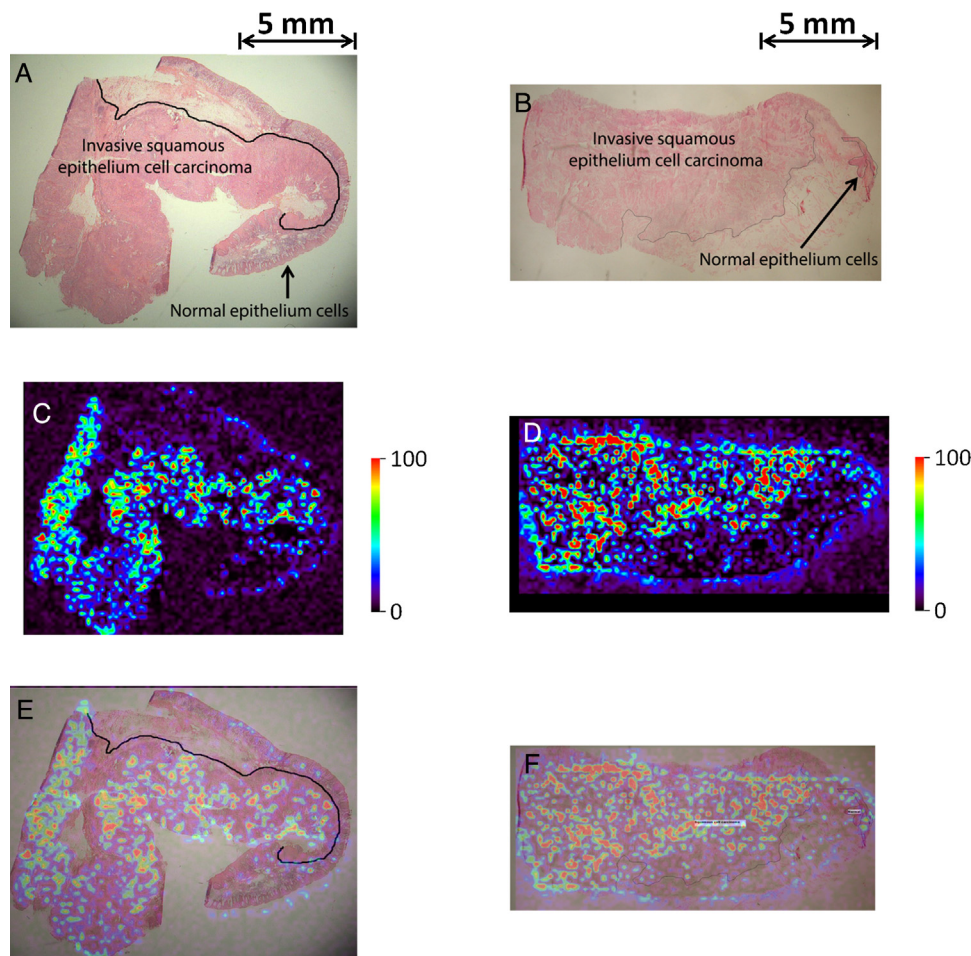 5 mm
5 mm
A
Invasive squamous
epithelium cell carcinoma
Normal epithelium cells
B
Invasive squamous
epithelium cell carcinoma
Normal epithelium cells
C
100
0
D
100
0
E
F